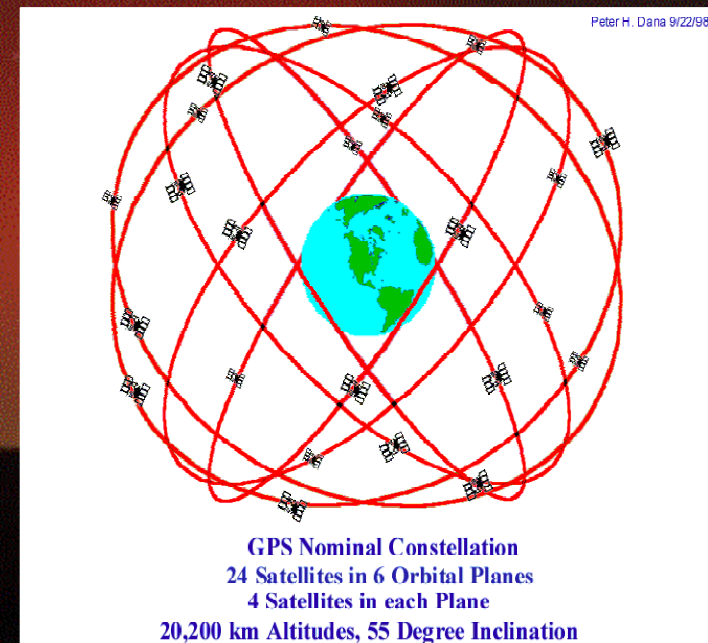 Peter H. Dana 9/22/98
GPS Nominal Constellation
24 Satellites in 6 Orbital Planes
4 Satellites in each Plane
20,200 km Altitudes, 55 Degree Inclination